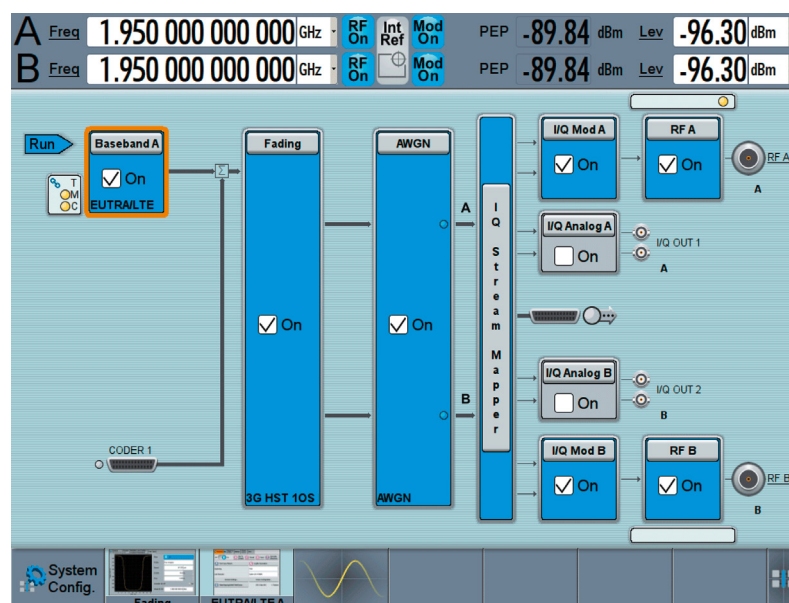 A Freq 1.950 000 000 000 GHz RF On Int Ref Mod On PEP -89.84 dBm Lev -96.30 dBm
B Freq 1.950 000 000 000 GHz RF On Mod On PEP -89.84 dBm Lev -96.30 dBm
Run
Baseband A
On
EUTRA/LTE
T
M
C
Σ
Fading
On
3G HST 1OS
AWGN
On
AWGN
A
B
I Q Stream Mapper
I/Q Mod A
On
RF A
On
RF A
A
I/Q Analog A
On
I/Q OUT 1
A
I/Q Analog B
On
I/Q OUT 2
B
I/Q Mod B
On
RF B
On
RF B
B
CODER 1
System
Config.
Fading
EUTRA/LTE A